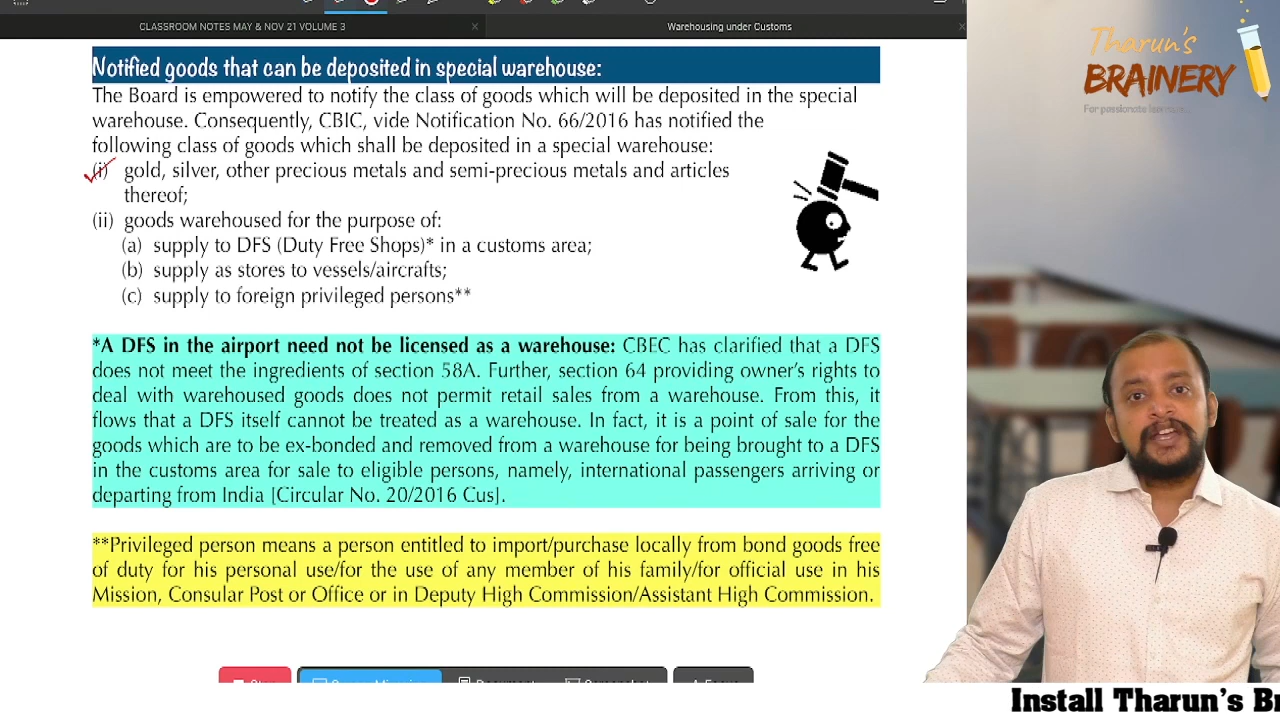 CLASSROOM NOTES MAY & NOV 21 VOLUME 3
Warehousing under Customs
Tharun's
BRAINERY
Notified goods that can be deposited in special warehouse:
The Board is empowered to notify the class of goods which will be deposited in the special
warehouse. Consequently, CBIC, vide Notification No. 66/2016 has notified the
following class of goods which shall be deposited in a special warehouse:
(i) gold, silver, other precious metals and semi-precious metals and articles
thereof;
(ii) goods warehoused for the purpose of:
(a) supply to DFS (Duty Free Shops)* in a customs area;
(b) supply as stores to vessels/aircrafts;
(c) supply to foreign privileged persons**
*A DFS in the airport need not be licensed as a warehouse: CBEC has clarified that a DFS
does not meet the ingredients of section 58A. Further, section 64 providing owner's rights to
deal with warehoused goods does not permit retail sales from a warehouse. From this, it
flows that a DFS itself cannot be treated as a warehouse. In fact, it is a point of sale for the
goods which are to be ex-bonded and removed from a warehouse for being brought to a DFS
in the customs area for sale to eligible persons, namely, international passengers arriving or
departing from India [Circular No. 20/2016 Cus].
**Privileged person means a person entitled to import/purchase locally from bond goods free
of duty for his personal use/for the use of any member of his family/for official use in his
Mission, Consular Post or Office or in Deputy High Commission/Assistant High Commission.
Install Tharun's B